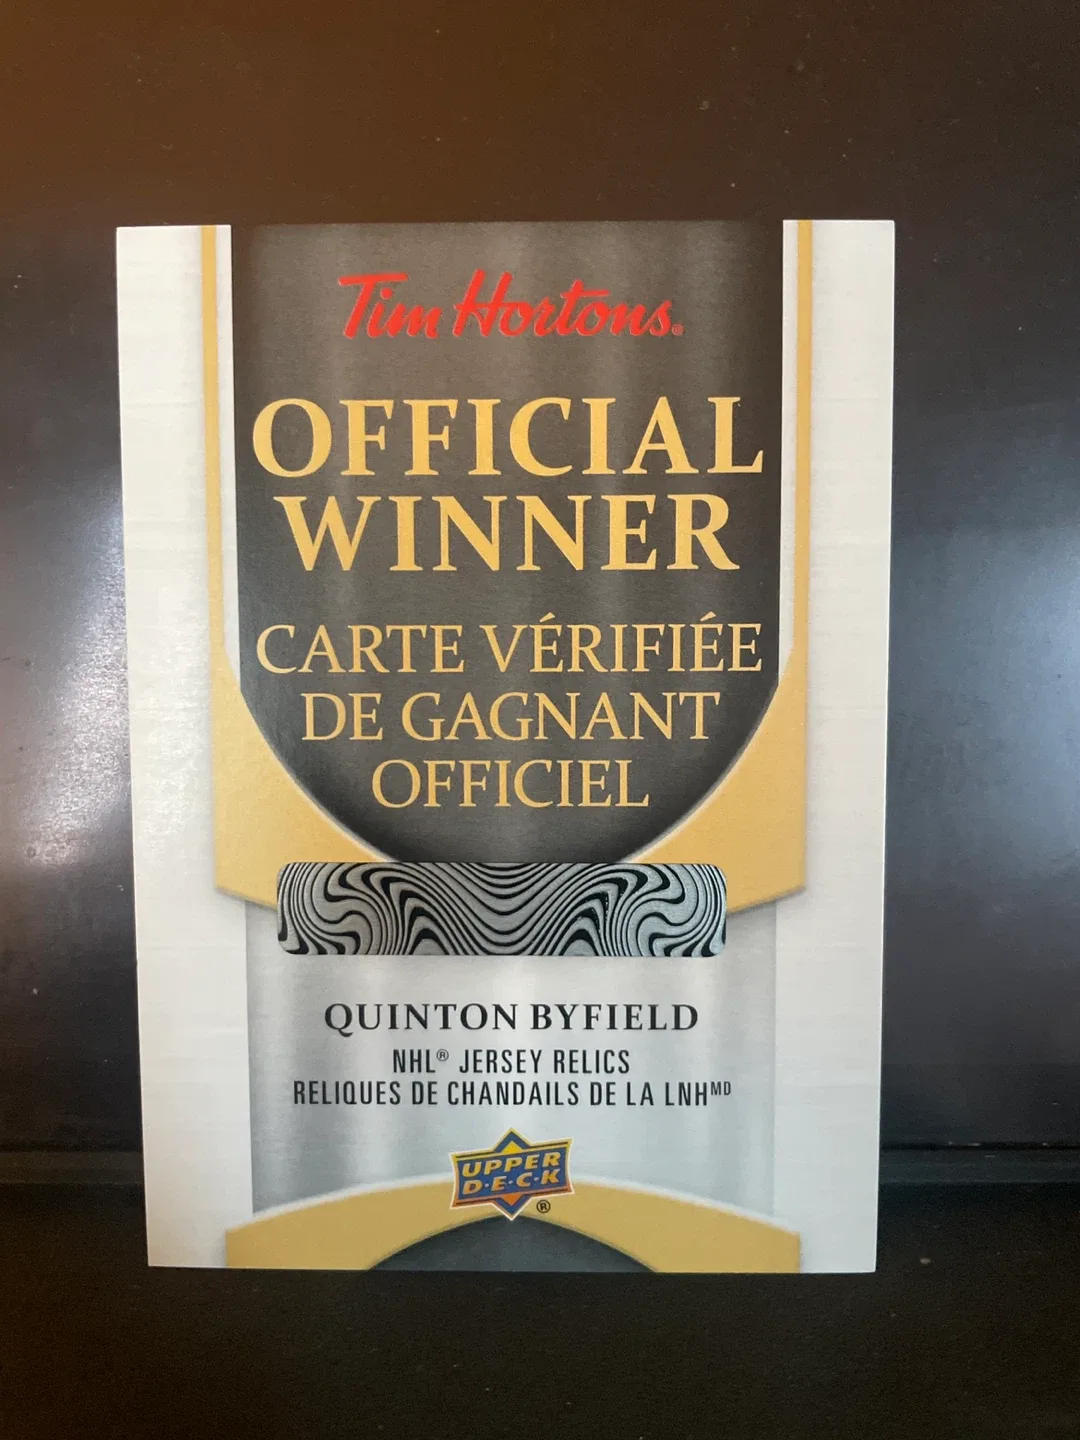 Tim Hortons®
OFFICIAL
WINNER
CARTE VÉRIFIÉE
DE GAGNANT
OFFICIEL
QUINTON BYFIELD
NHL® JERSEY RELICS
RELIQUES DE CHANDAILS DE LA LNHᴹᴰ
UPPER
D·E·C·K
®